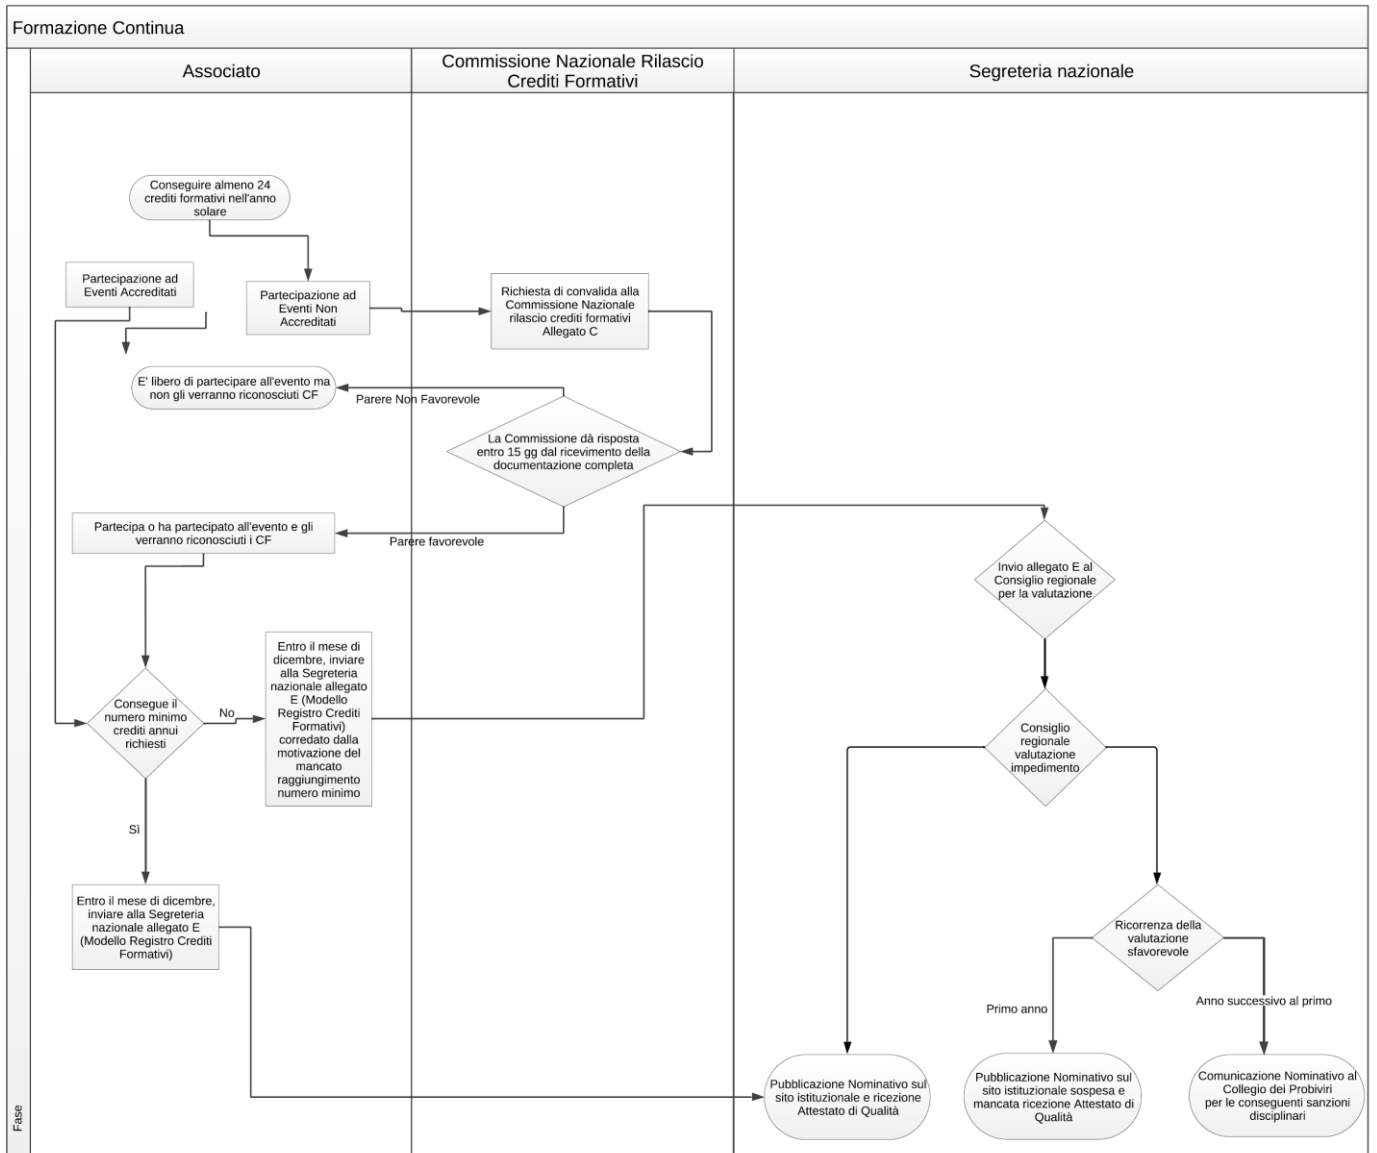 Formazione Continua
Associato
Commissione Nazionale Rilascio
Crediti Formativi
Segreteria nazionale
Fase
Conseguire almeno 24
crediti formativi nell'anno
solare
Partecipazione ad
Eventi Accreditati
Partecipazione ad
Eventi Non
Accreditati
Richiesta di convalida alla
Commissione Nazionale
rilascio crediti formativi
Allegato C
E' libero di partecipare all'evento ma
non gli verranno riconosciuti CF
Parere Non Favorevole
La Commissione dà risposta
entro 15 gg dal ricevimento della
documentazione completa
Partecipa o ha partecipato all'evento e gli
verranno riconosciuti i CF
Parere favorevole
Invio allegato E al
Consiglio regionale
per la valutazione
Consegue il
numero minimo
crediti annui
richiesti
No
Entro il mese di
dicembre, inviare
alla Segreteria
nazionale allegato
E (Modello
Registro Crediti
Formativi)
corredato dalla
motivazione del
mancato
raggiungimento
numero minimo
Consiglio
regionale
valutazione
impedimento
Sì
Entro il mese di dicembre,
inviare alla Segreteria
nazionale allegato E
(Modello Registro Crediti
Formativi)
Ricorrenza della
valutazione
sfavorevole
Primo anno
Anno successivo al primo
Pubblicazione Nominativo sul
sito istituzionale e ricezione
Attestato di Qualità
Pubblicazione Nominativo sul
sito istituzionale sospesa e
mancata ricezione Attestato di
Qualità
Comunicazione Nominativo al
Collegio dei Probiviri
per le conseguenti sanzioni
disciplinari